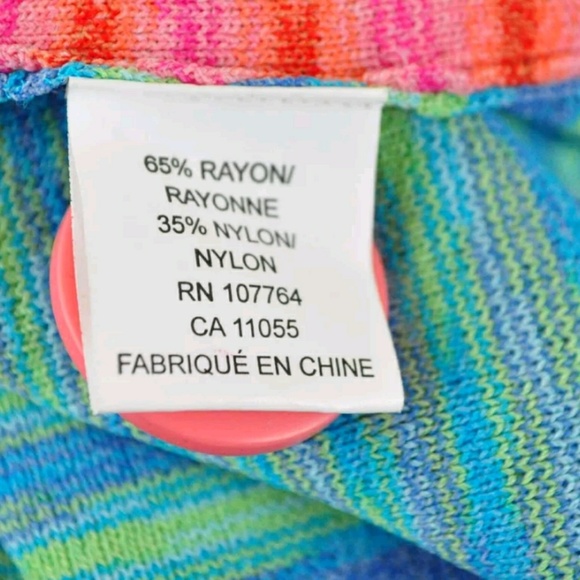 65% RAYON/
RAYONNE
35% NYLON/
NYLON
RN 107764
CA 11055
FABRIQUÉ EN CHINE